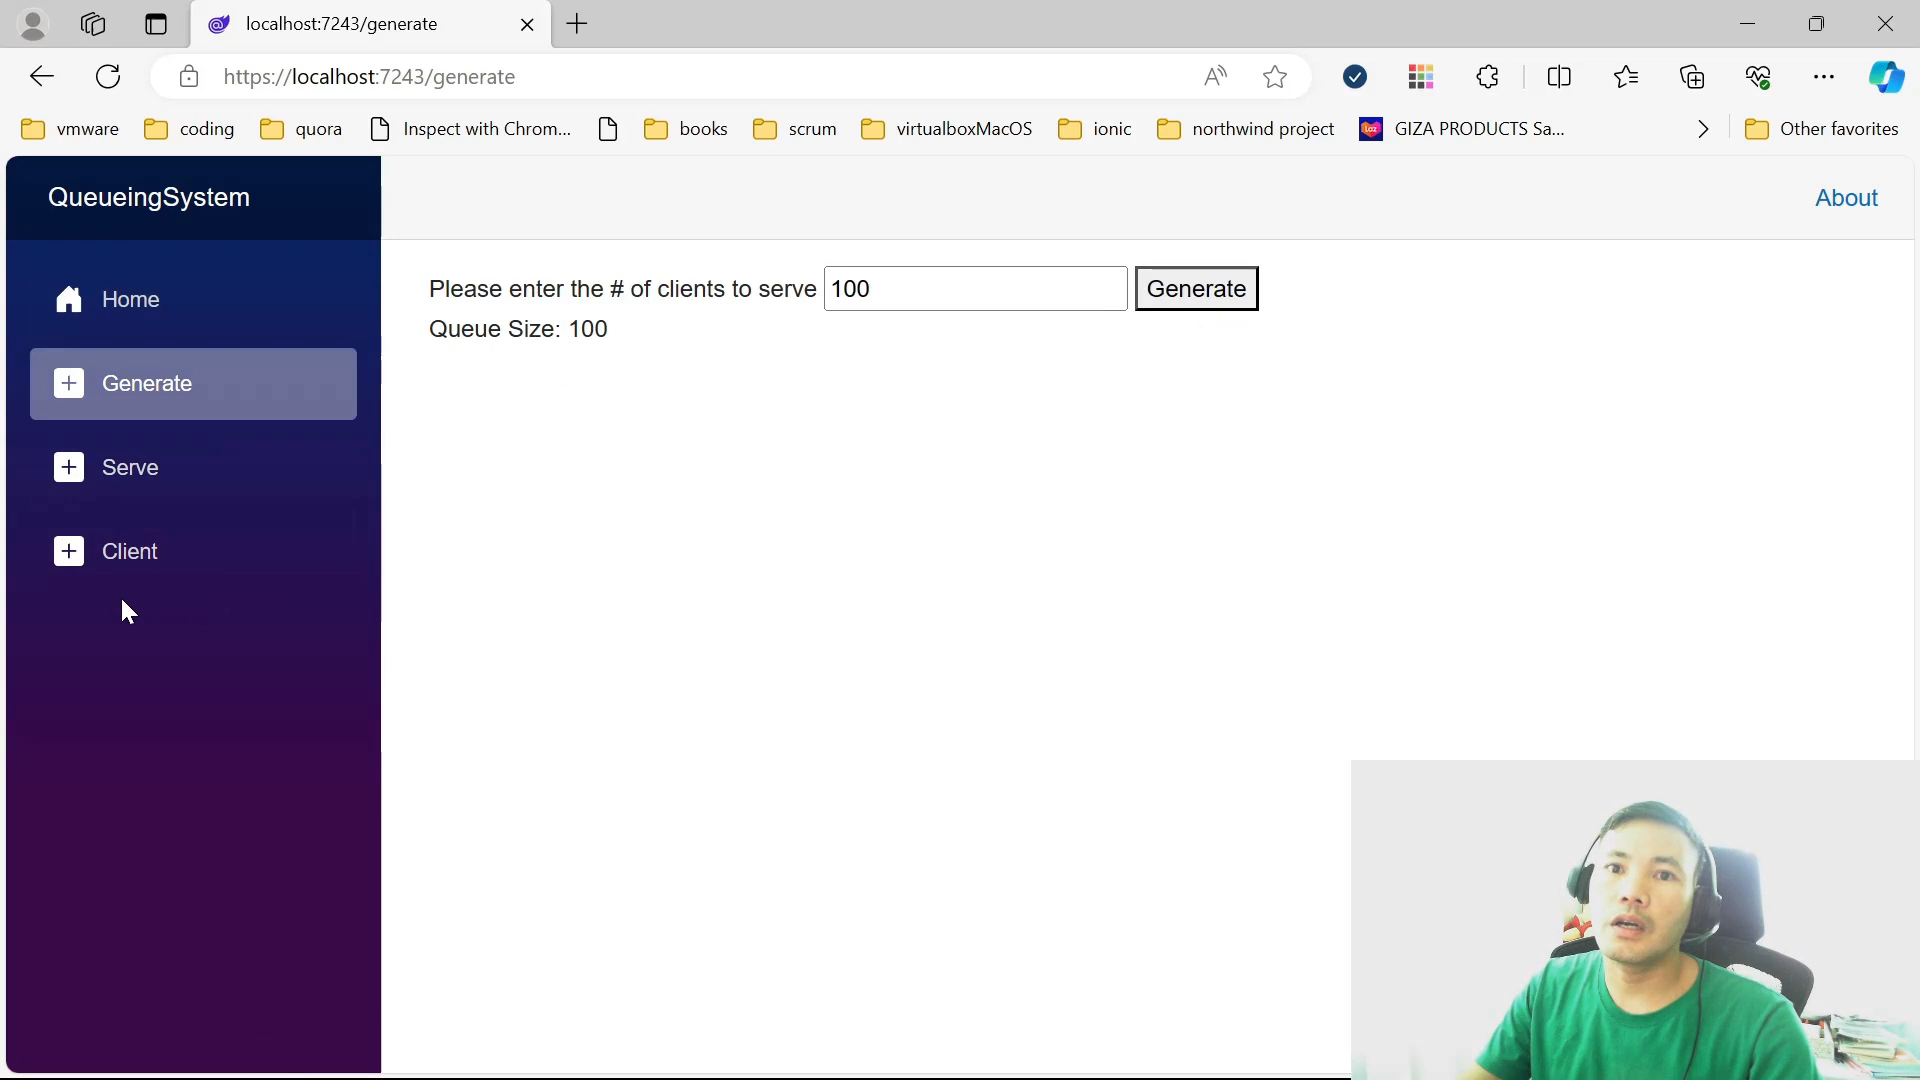 localhost:7243/generate
https://localhost:7243/generate
vmware
coding
quora
Inspect with Chrom...
books
scrum
virtualboxMacOS
ionic
northwind project
GIZA PRODUCTS Sa...
Other favorites
QueueingSystem
About
Home
Generate
Serve
Client
Please enter the # of clients to serve 100 Generate
Queue Size: 100